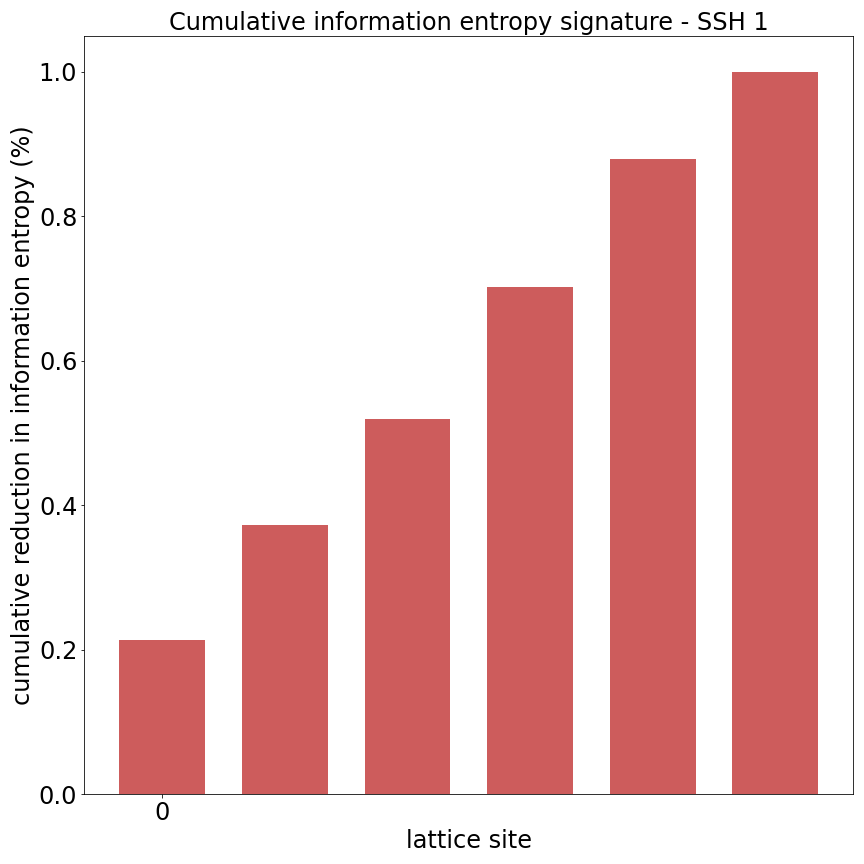 Cumulative information entropy signature - SSH 1
cumulative reduction in information entropy (%)
1.0
0.8
0.6
0.4
0.2
0.0
0
lattice site